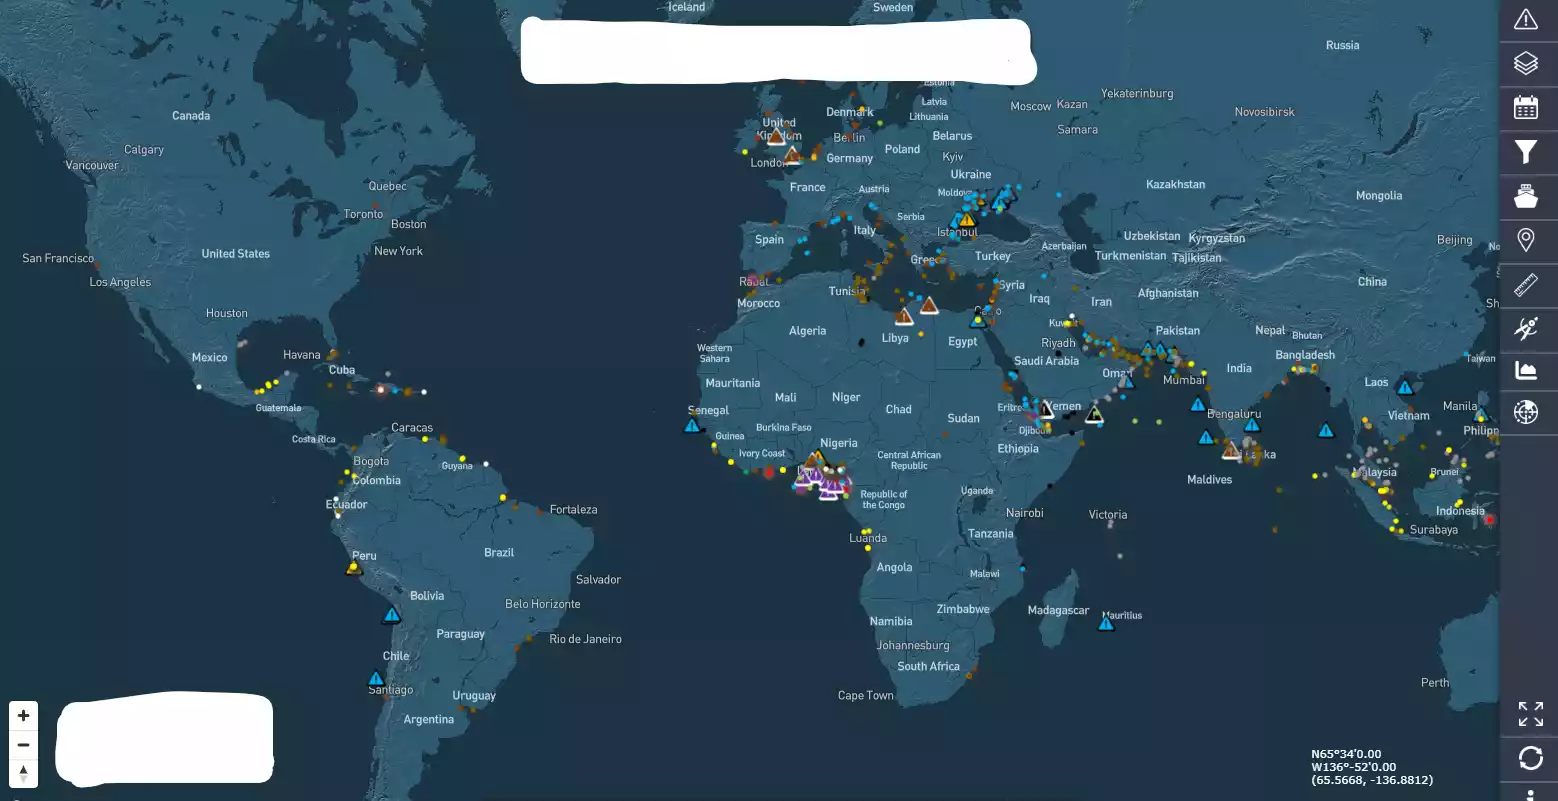 Iceland
Sweden
Russia
Estonia
Yekaterinburg
Latvia
Moscow
Kazan
Denmark
Novosibirsk
Canada
Lithuania
United
Kingdom
Samara
Berlin
Belarus
Calgary
Poland
Vancouver
London
Germany
Kyiv
Ukraine
Quebec
France
Austria
Moldova
Kazakhstan
Mongolia
Toronto
Boston
Serbia
Italy
Istanbul
Spain
Uzbekistan
Kyrgyzstan
Beijing
No
New York
Azerbaijan
United States
San Francisco
Greece
Turkey
Turkmenistan
Tajikistan
Los Angeles
Rabat
Syria
China
Tunisia
Afghanistan
Iraq
Iran
Morocco
Sh
Houston
Cairo
Kuwait
Algeria
Libya
Egypt
Pakistan
Nepal
Bhutan
Riyadh
Western
Sahara
Mexico
Havana
Bangladesh
Taiwan
Saudi Arabia
Cuba
India
Oman
Mumbai
Laos
Mauritania
Mali
Niger
Guatemala
Senegal
Chad
Eritre
Yemen
Manila
Bengaluru
Vietnam
Sudan
Caracas
Burkina Faso
Djibou
Philipp
Costa Rica
Guinea
Nigeria
Ethiopia
Ivory Coast
Central African
Republic
Bogota
Guyana
Malaysia
Brunei
Colombia
Maldives
Uganda
Republic of
the Congo
Ecuador
Fortaleza
Nairobi
Victoria
Indonesia
Luanda
Tanzania
Surabaya
Peru
Brazil
Angola
Malawi
Salvador
Bolivia
Belo Horizonte
Zimbabwe
Madagascar
Mauritius
Namibia
Paraguay
Rio de Janeiro
Johannesburg
Chile
South Africa
Perth
Santiago
Uruguay
Cape Town
Argentina
N65°34'0.00
W136°-52'0.00
(65.5668, -136.8812)